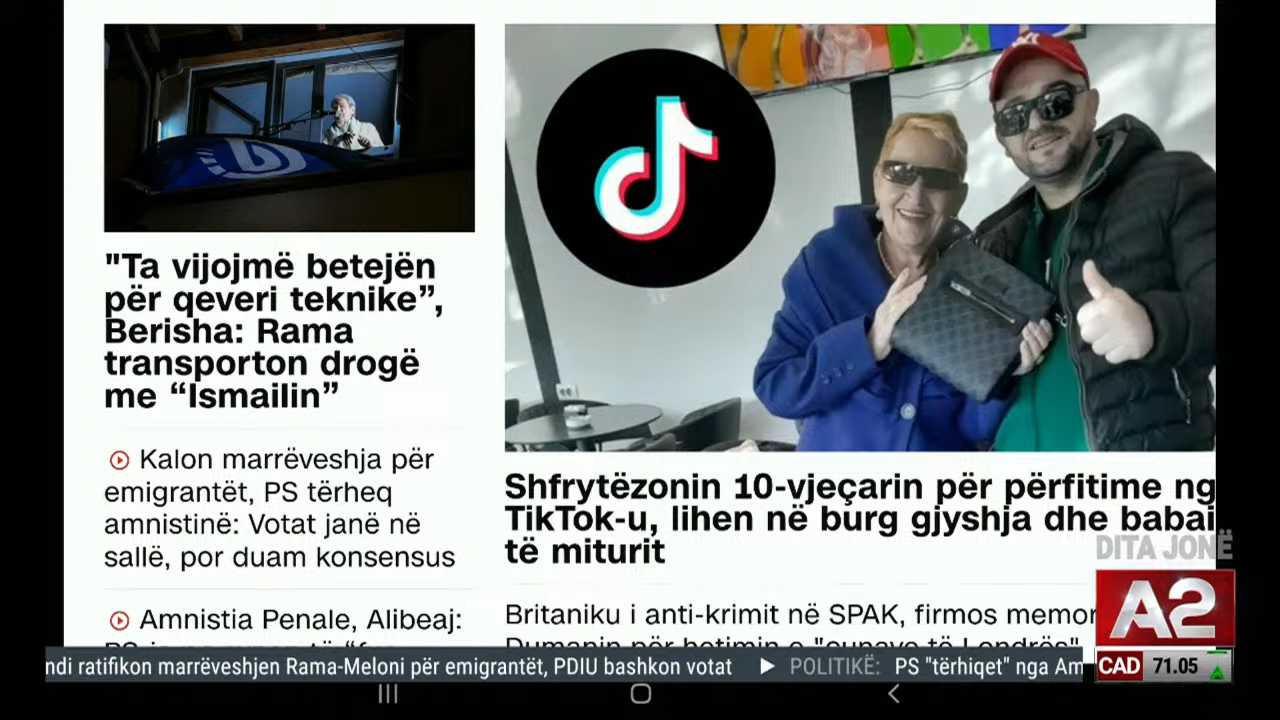 "Ta vijojmë betejën
për qeveri teknike”,
Berisha: Rama
transporton drogë
me “Ismailin”
Kalon marrëveshja për
emigrantët, PS tërheq
amnistinë: Votat janë në
sallë, por duam konsensus
Amnistia Penale, Alibeaj:
Shfrytëzonin 10-vjeçarin për përfitime ng
TikTok-u, lihen në burg gjyshja dhe babai
të miturit
Britaniku i anti-krimit në SPAK, firmos memor
DITA JONË
A2
CAD 71.05
ndi ratifikon marrëveshjen Rama-Meloni për emigrantët, PDIU bashkon votat
POLITIKË: PS "tërhiqet" nga Am